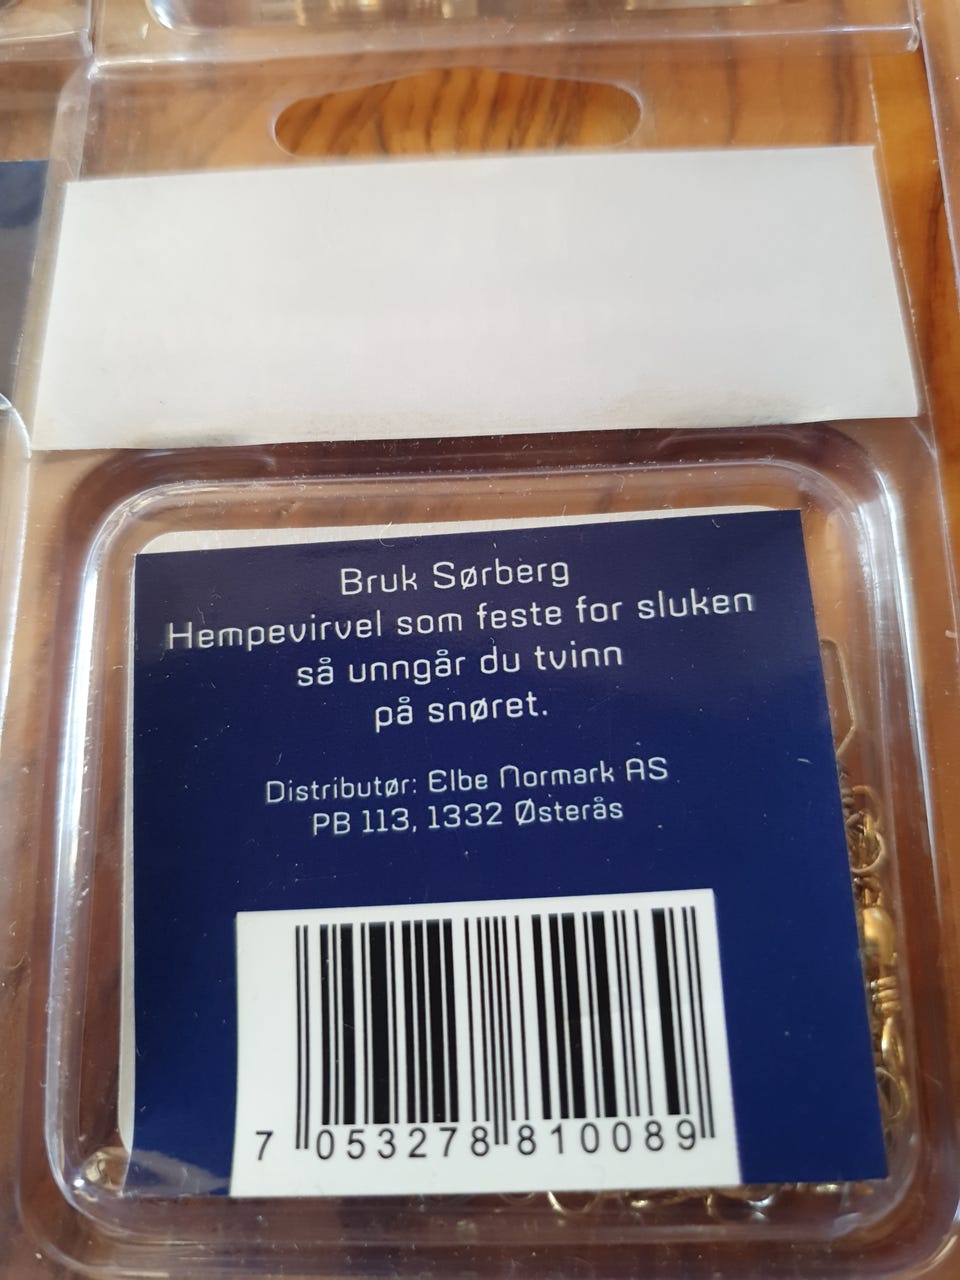 Bruk Sørberg
Hempevirvel som feste for sluken
så unngår du tvinn
på snøret.
Distributør: Elbe Normark AS
PB 113, 1332 Østerås
7 053278 810089